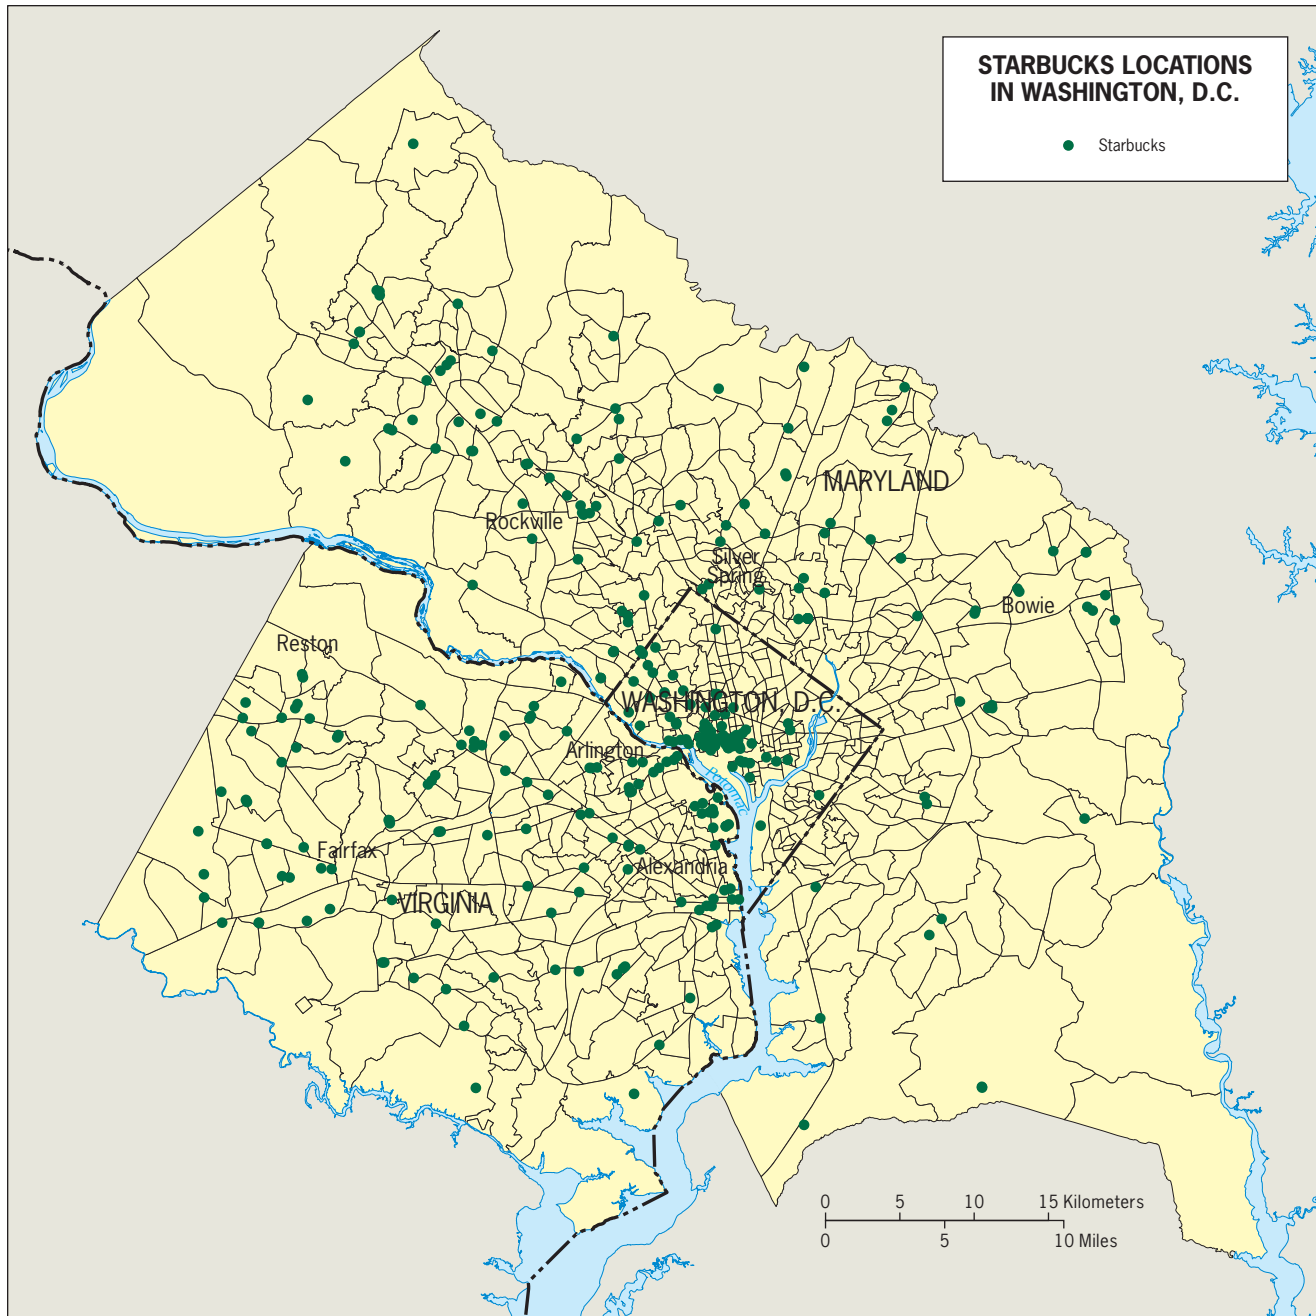 STARBUCKS LOCATIONS
IN WASHINGTON, D.C.
Starbucks
MARYLAND
Rockville
Silver
Spring
Bowie
Reston
WASHINGTON, D.C.
Arlington
Potomac
Fairfax
Alexandria
VIRGINIA
0 5 10 15 Kilometers
0 5 10 Miles